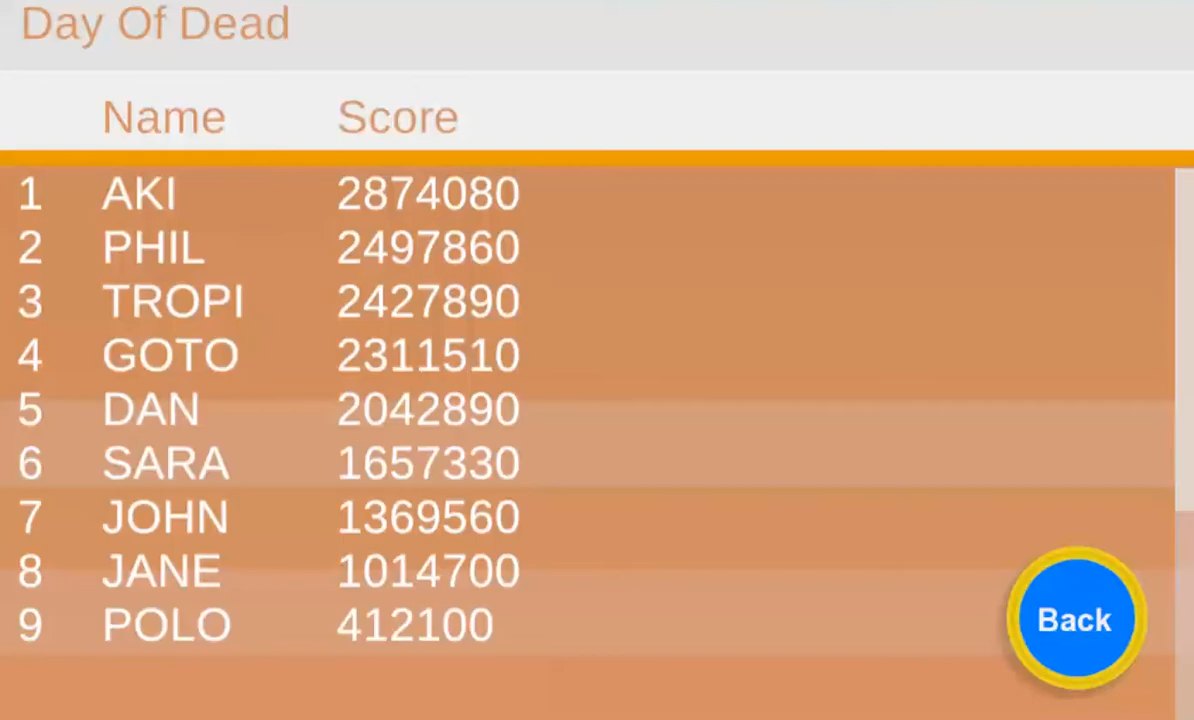 Day Of Dead
Name Score
1 AKI 2874080
2 PHIL 2497860
3 TROPI 2427890
4 GOTO 2311510
5 DAN 2042890
6 SARA 1657330
7 JOHN 1369560
8 JANE 1014700
9 POLO 412100
Back